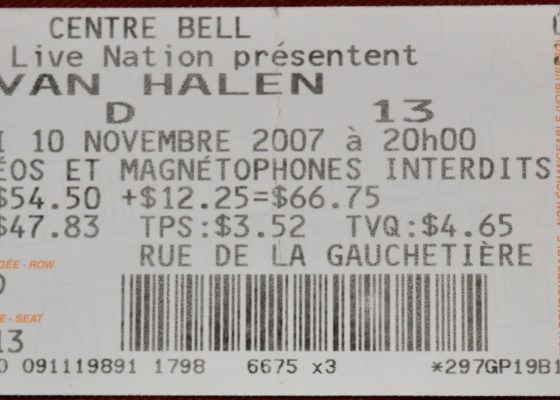 CENTRE BELL
Live Nation présentent
VAN HALEN
D 13
I 10 NOVEMBRE 2007 à 20h00
ÉOS ET MAGNÉTOPHONES INTERDITS
$54.50 +$12.25=$66.75
$47.83 TPS:$3.52 TVQ:$4.65
RUE DE LA GAUCHETIÈRE
GÉE - ROW
D
E - SEAT
13
0 091119891 1798 6675 x3 *297GP19B1